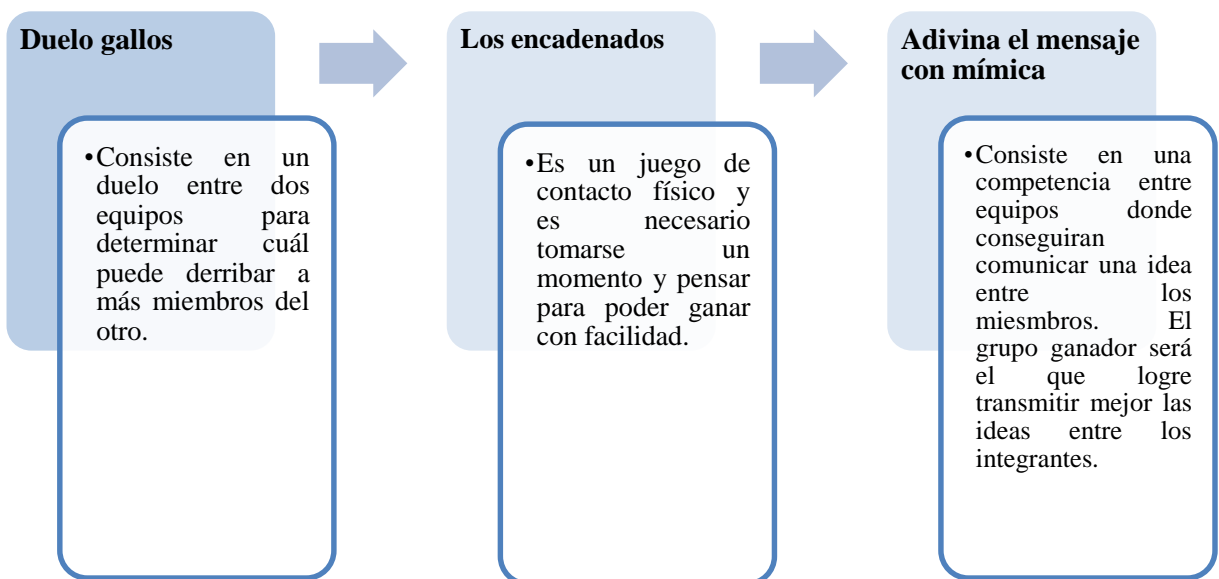 Duelo gallos
•Consiste en un
duelo entre dos
equipos para
determinar cuál
puede derribar a
más miembros del
otro.
Los encadenados
•Es un juego de
contacto físico y
es necesario
tomarse un
momento y pensar
para poder ganar
con facilidad.
Adivina el mensaje
con mímica
•Consiste en una
competencia entre
equipos donde
conseguiran
comunicar una idea
entre los
miesmbros. El
grupo ganador será
el que logre
transmitir mejor las
ideas entre los
integrantes.